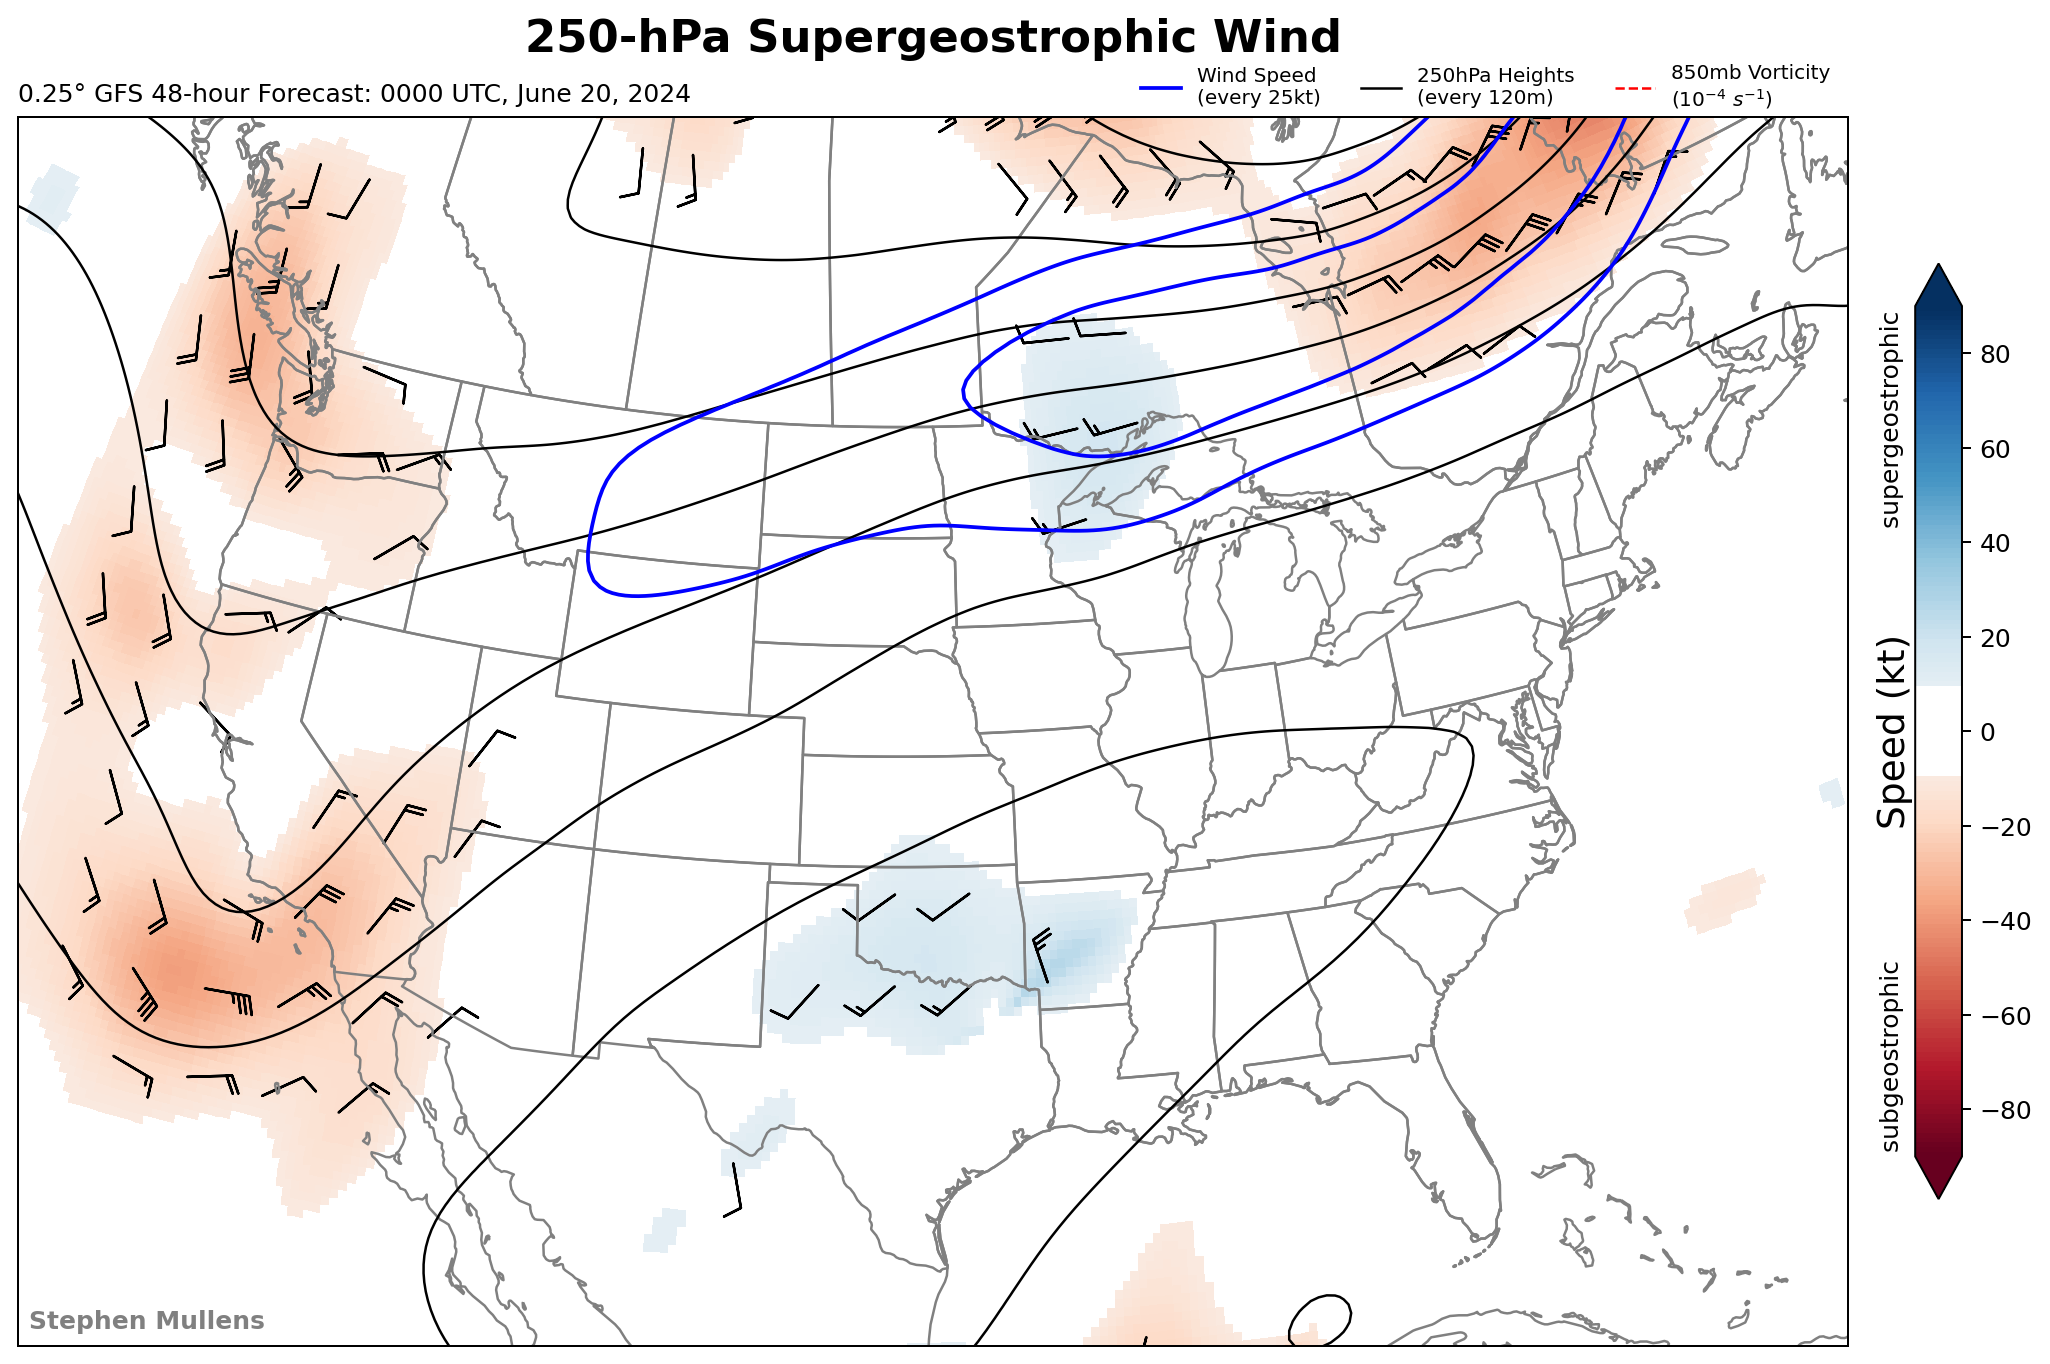 250-hPa Supergeostrophic Wind
0.25° GFS 48-hour Forecast: 0000 UTC, June 20, 2024
Wind Speed
(every 25kt)
250hPa Heights
(every 120m)
850mb Vorticity
(10⁻⁴ s⁻¹)
supergeostrophic
subgeostrophic
Speed (kt)
80
60
40
20
0
−20
−40
−60
−80
Stephen Mullens